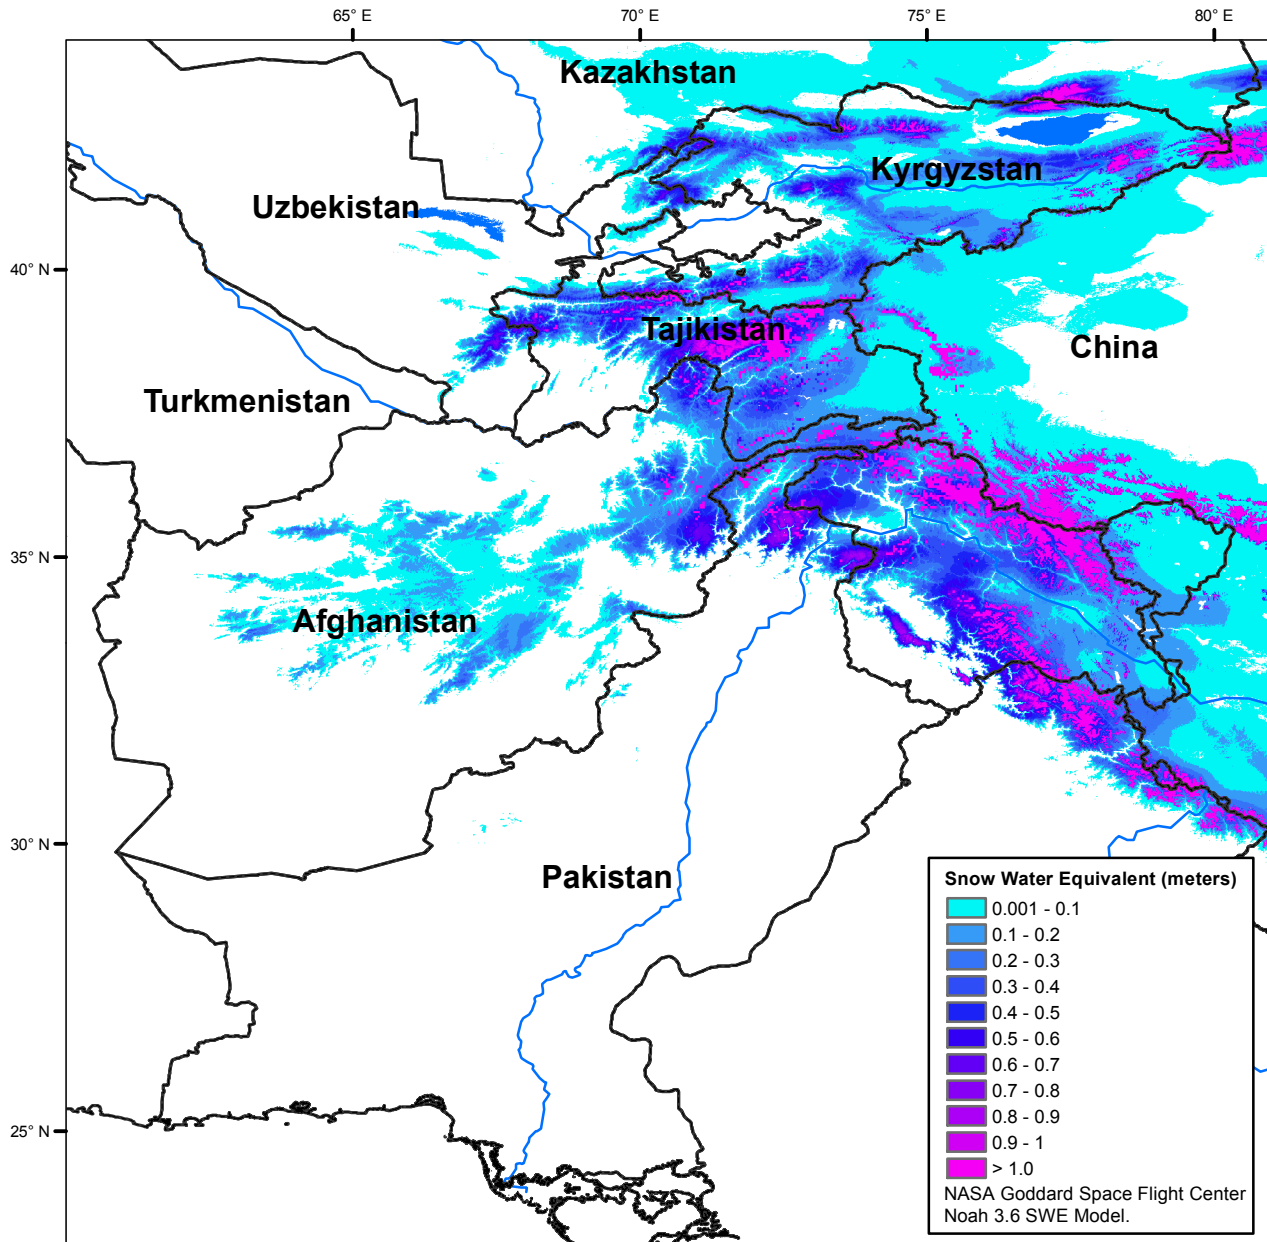 65° E 70° E 75° E 80° E
Kazakhstan
Kyrgyzstan
Uzbekistan
40° N
Tajikistan
China
Turkmenistan
35° N
Afghanistan
30° N
Pakistan
Snow Water Equivalent (meters)
0.001 - 0.1
0.1 - 0.2
0.2 - 0.3
0.3 - 0.4
0.4 - 0.5
0.5 - 0.6
0.6 - 0.7
0.7 - 0.8
0.8 - 0.9
0.9 - 1
> 1.0
NASA Goddard Space Flight Center
Noah 3.6 SWE Model.
25° N